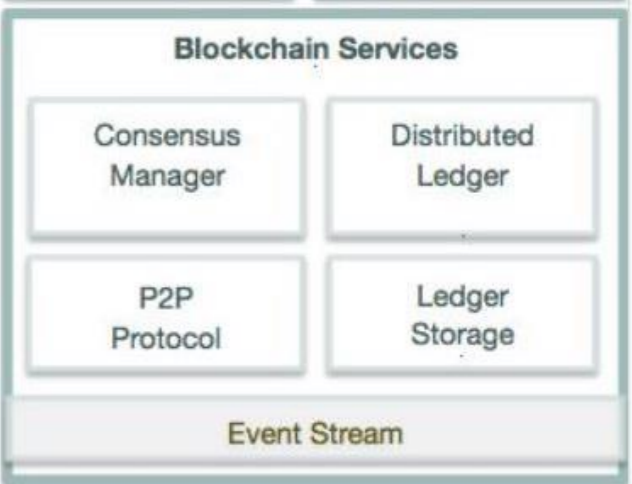 Blockchain Services
Consensus
Manager
Distributed
Ledger
P2P
Protocol
Ledger
Storage
Event Stream